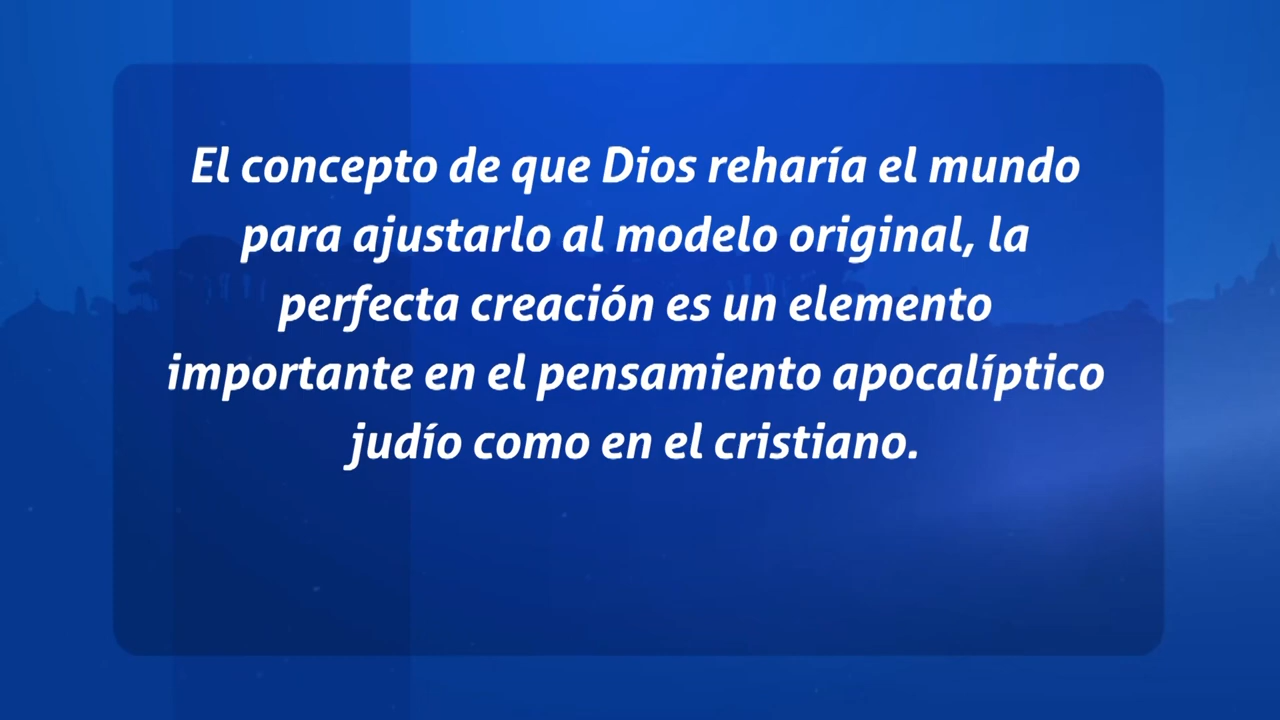 El concepto de que Dios reharía el mundo
para ajustarlo al modelo original, la
perfecta creación es un elemento
importante en el pensamiento apocalíptico
judío como en el cristiano.